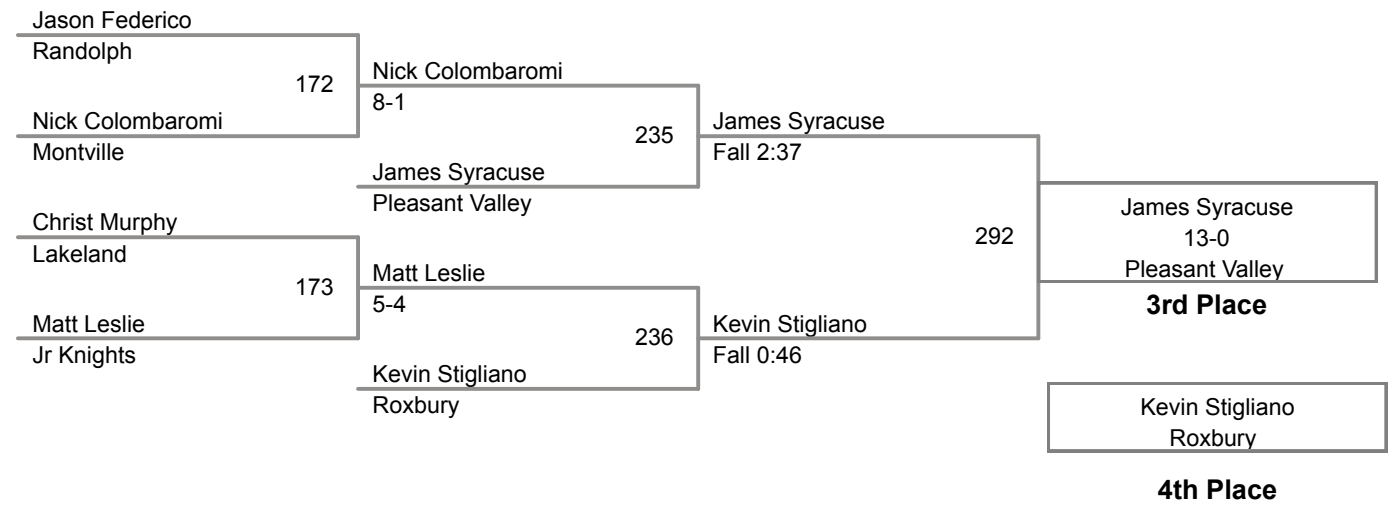 Jason Federico
Randolph
172
Nick Colombaromi
8-1
Nick Colombaromi
Montville
235
James Syracuse
Fall 2:37
James Syracuse
Pleasant Valley
Christ Murphy
Lakeland
292
James Syracuse
13-0
Pleasant Valley
3rd Place
173
Matt Leslie
5-4
Matt Leslie
Jr Knights
236
Kevin Stigliano
Fall 0:46
Kevin Stigliano
Roxbury
Kevin Stigliano
Roxbury
4th Place